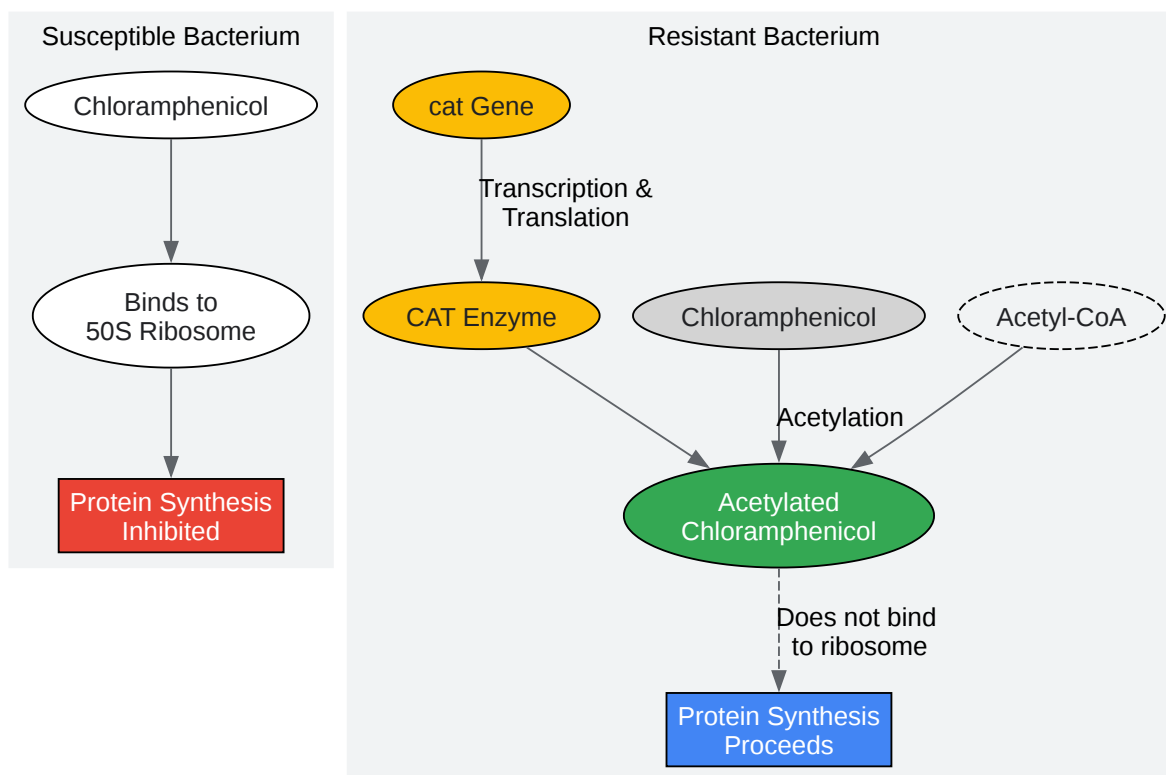 Susceptible Bacterium
Chloramphenicol
Binds to
50S Ribosome
Protein Synthesis
Inhibited
Resistant Bacterium
cat Gene
Transcription &
Translation
CAT Enzyme
Chloramphenicol
Acetyl-CoA
Acetylation
Acetylated
Chloramphenicol
Does not bind
to ribosome
Protein Synthesis
Proceeds